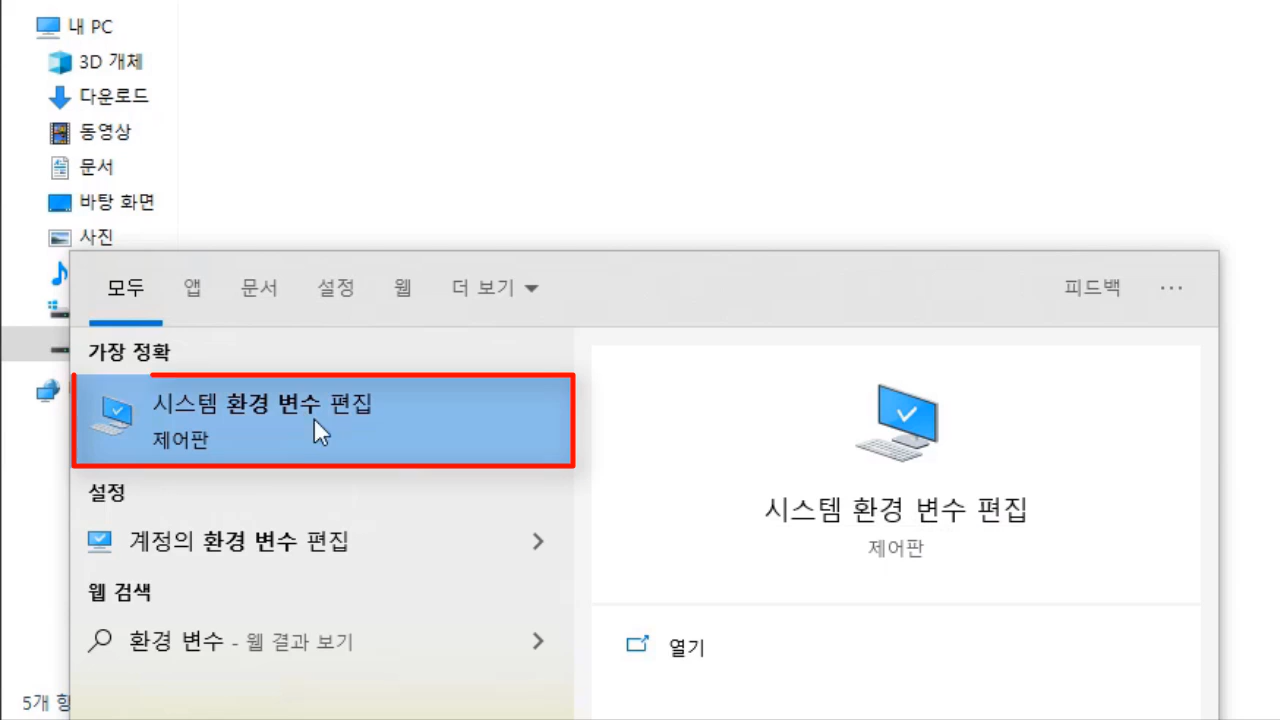 내 PC
3D 개체
다운로드
동영상
문서
바탕 화면
사진
모두 앱 문서 설정 웹 더 보기 피드백 ...
가장 정확
시스템 환경 변수 편집
제어판
설정
계정의 환경 변수 편집
웹 검색
환경 변수 - 웹 결과 보기
시스템 환경 변수 편집
제어판
열기
5개